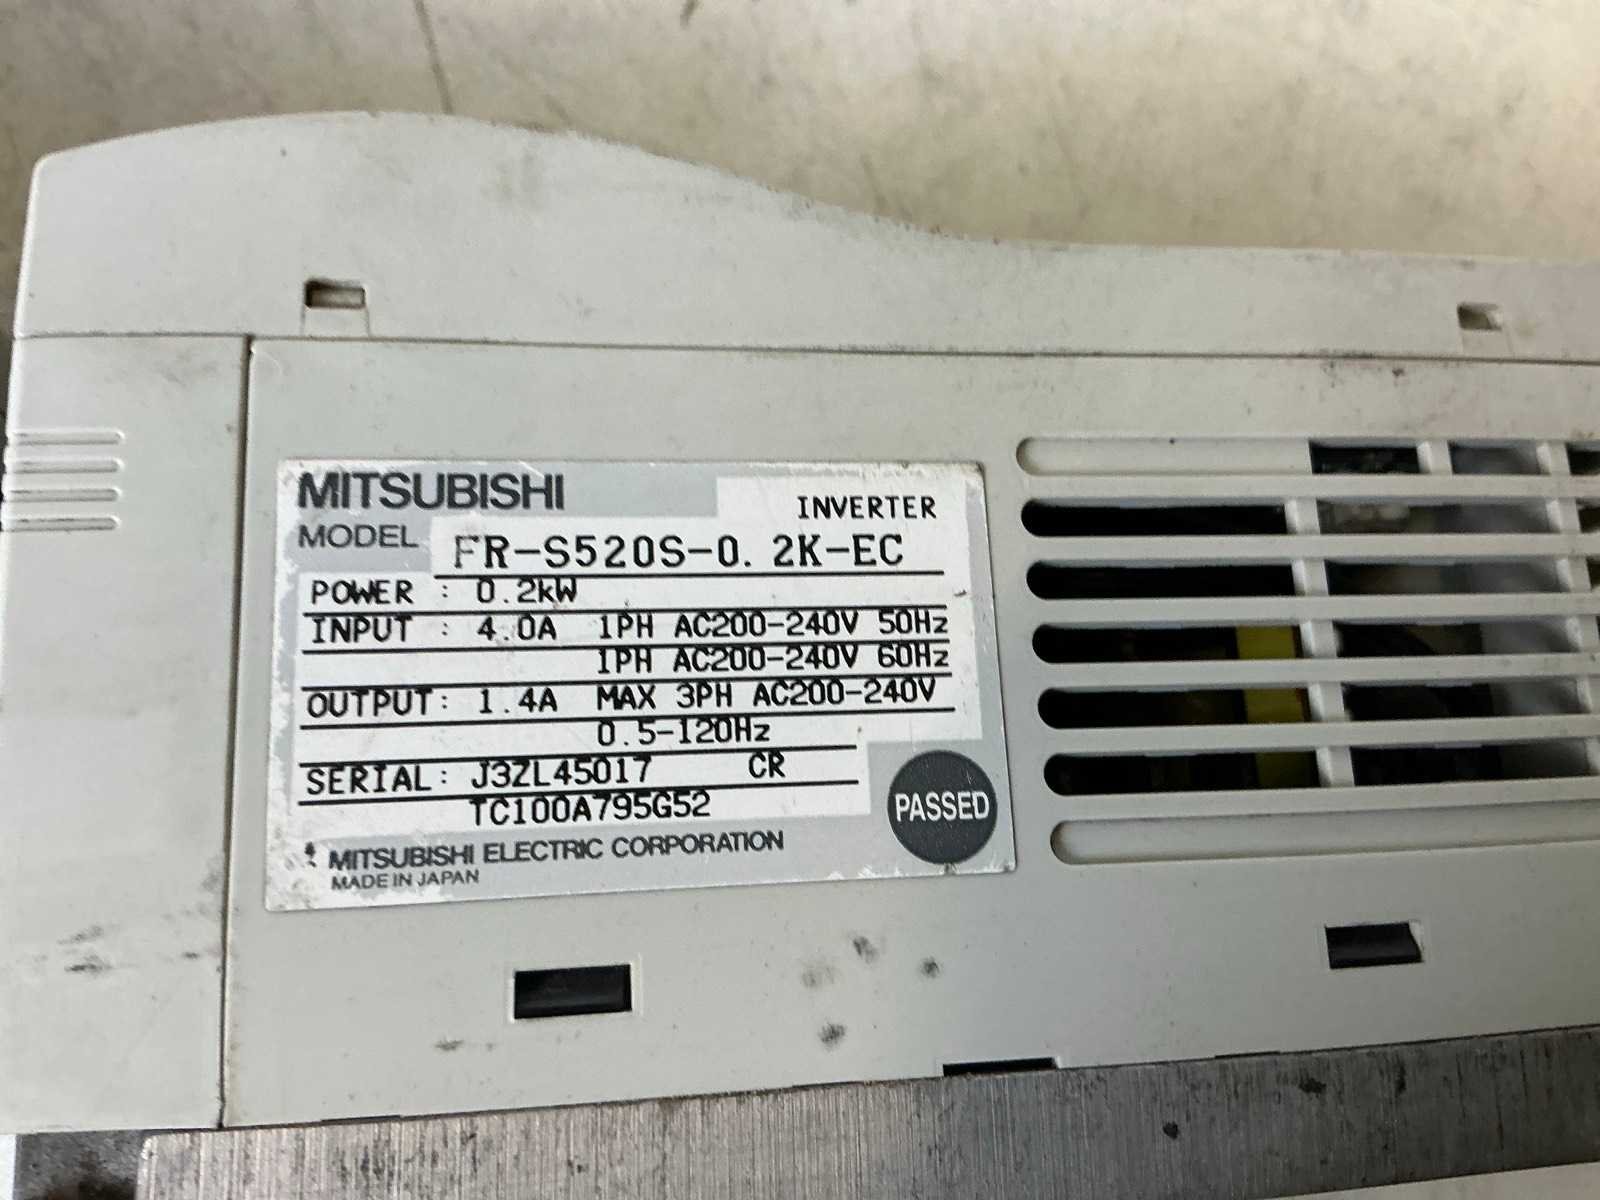 MITSUBISHI
INVERTER
MODEL FR-S520S-0.2K-EC
POWER : 0.2kW
INPUT : 4.0A 1PH AC200-240V 50Hz
1PH AC200-240V 60Hz
OUTPUT: 1.4A MAX 3PH AC200-240V
0.5-120Hz
SERIAL: J3ZL45017 CR
TC100A795G52
PASSED
MITSUBISHI ELECTRIC CORPORATION
MADE IN JAPAN